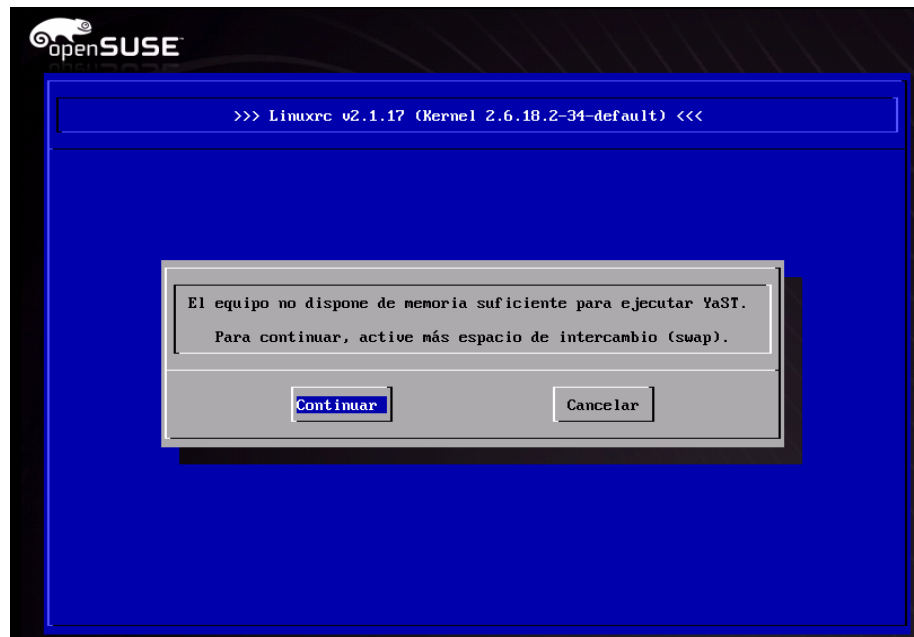 openSUSE
>>> Linuxrc v2.1.17 (Kernel 2.6.18.2-34-default) <<<
El equipo no dispone de memoria suficiente para ejecutar YaST.
Para continuar, active más espacio de intercambio (swap).
Continuar
Cancelar